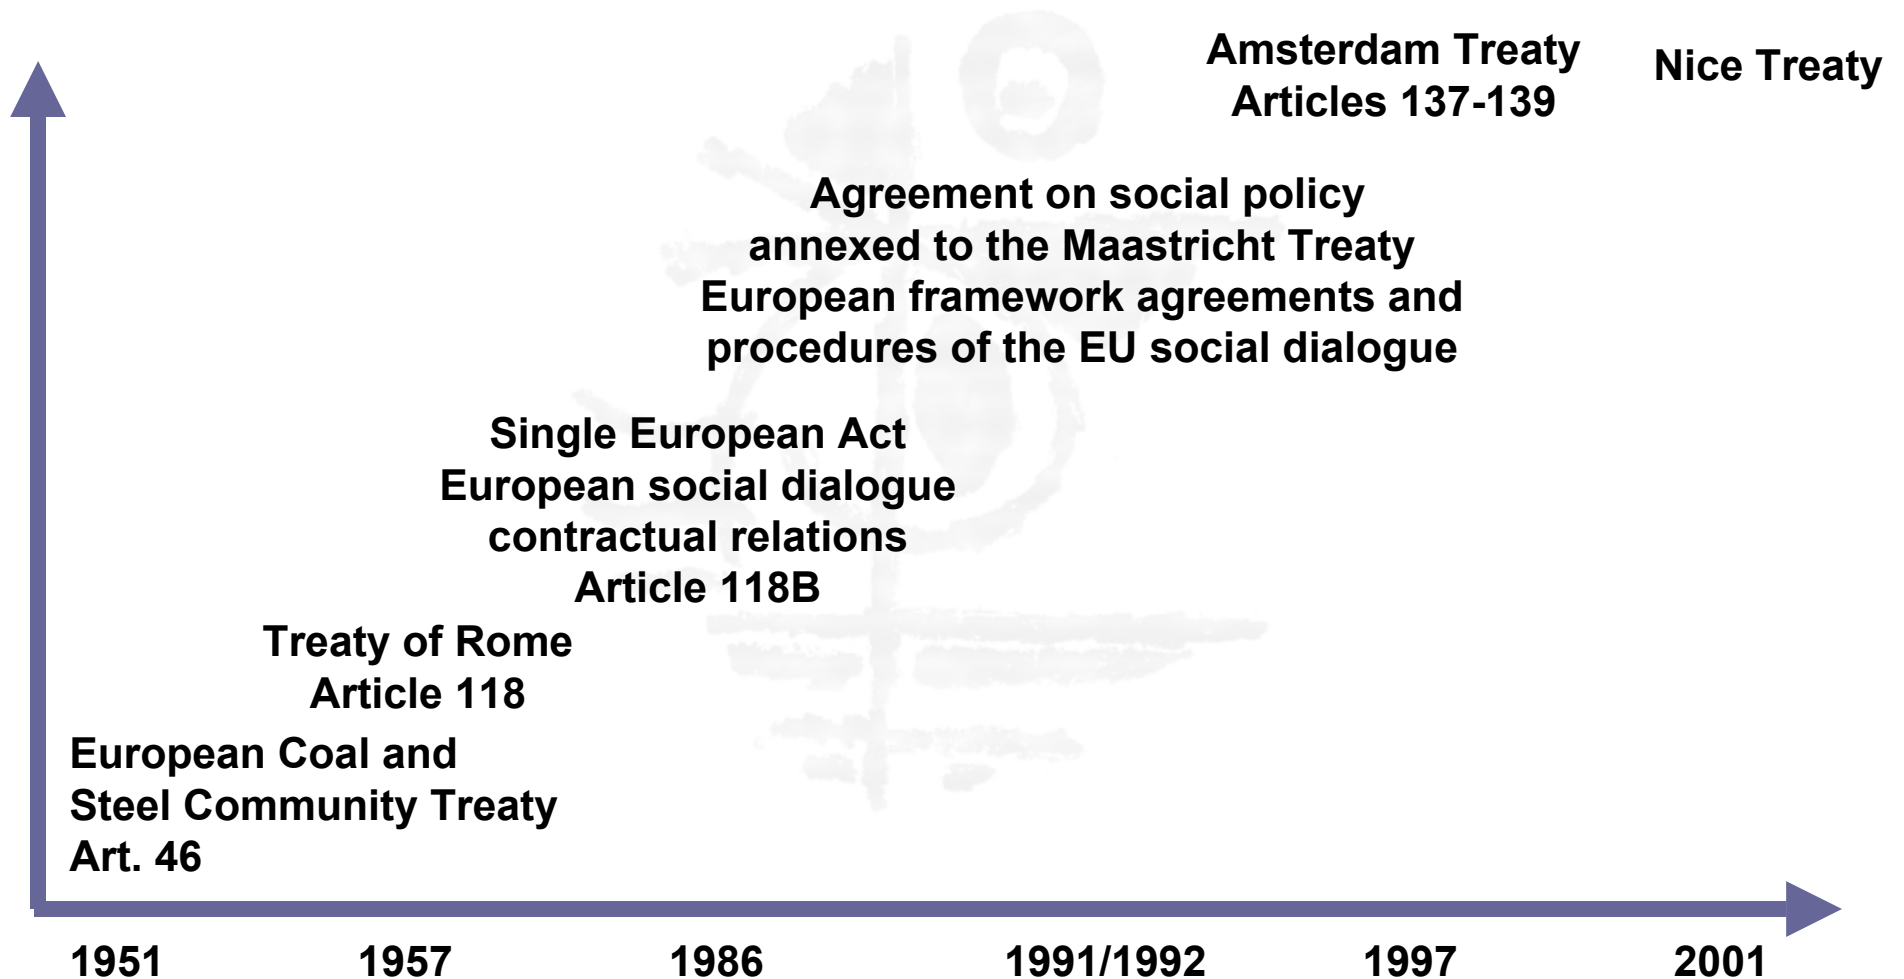 Amsterdam Treaty
Articles 137-139
Nice Treaty
Agreement on social policy
annexed to the Maastricht Treaty
European framework agreements and
procedures of the EU social dialogue
Single European Act
European social dialogue
contractual relations
Article 118B
Treaty of Rome
Article 118
European Coal and
Steel Community Treaty
Art. 46
1951 1957 1986 1991/1992 1997 2001